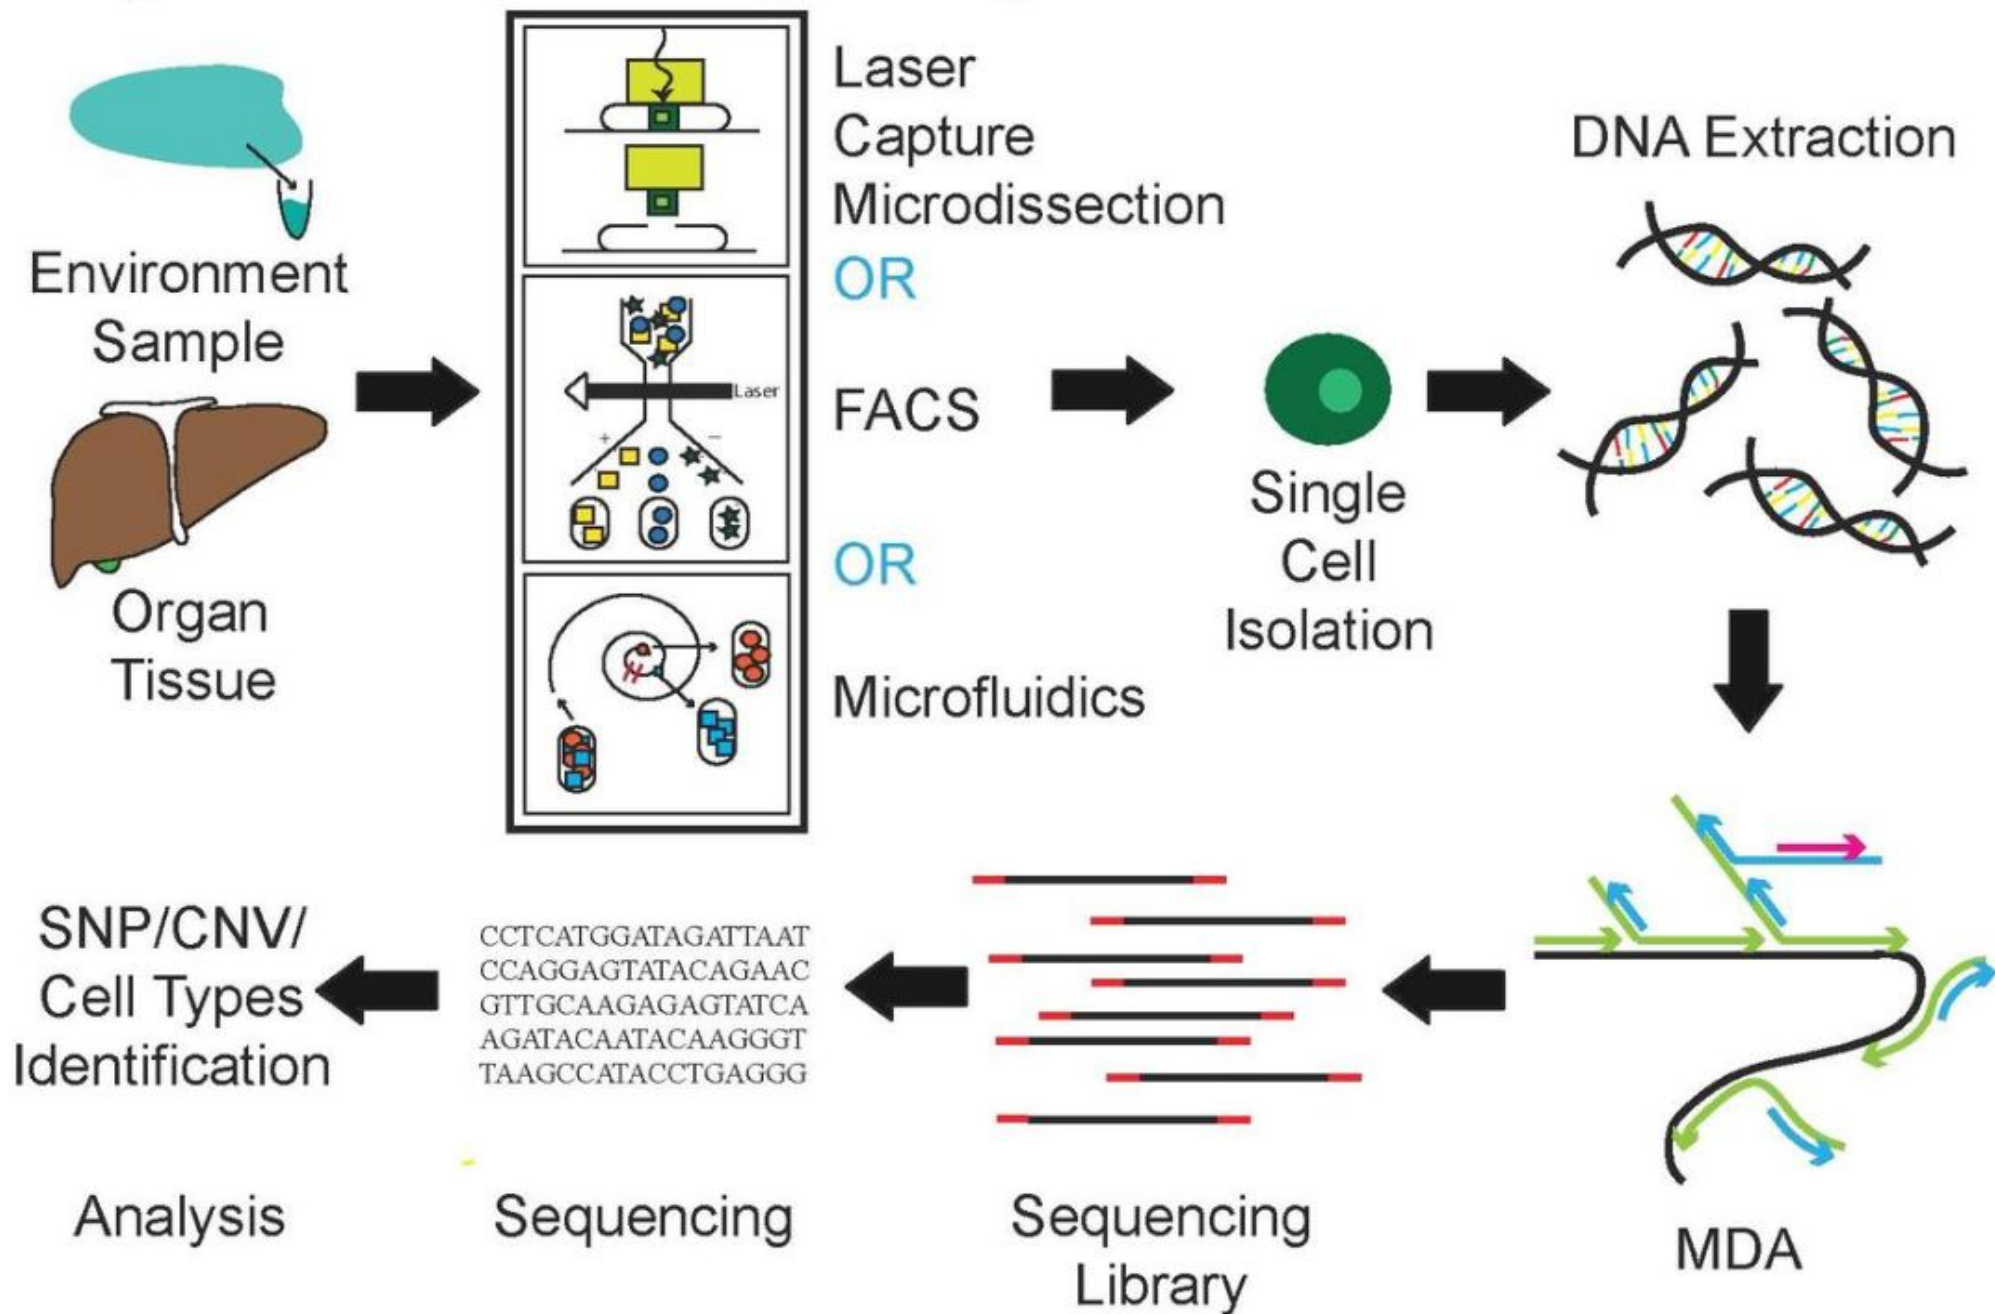 Environment
Sample
Organ
Tissue
Laser
Capture
Microdissection
OR
Laser
+
−
FACS
OR
Microfluidics
Single
Cell
Isolation
DNA Extraction
MDA
Sequencing
Library
CCTCATGGATAGATTAAT
CCAGGAGTATACAGAAC
GTTGCAAGAGAGTATCA
AGATACAATACAAGGGT
TAAGCCATACCTGAGGG
Sequencing
SNP/CNV/
Cell Types
Identification
Analysis